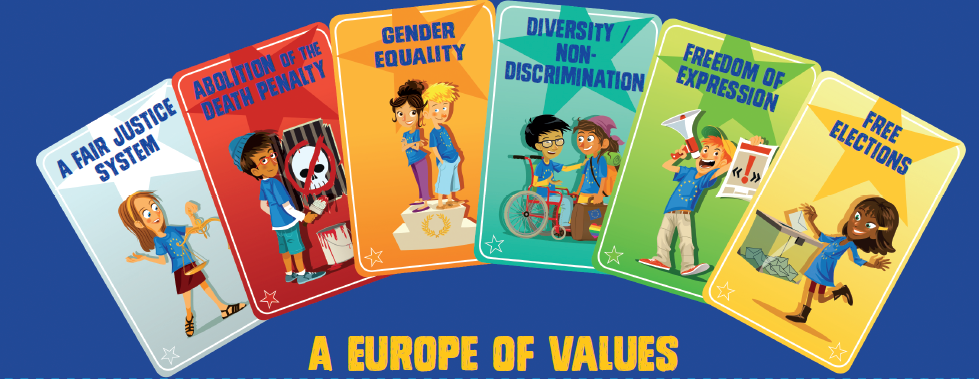 A FAIR JUSTICE
SYSTEM
ABOLITION OF THE
DEATH PENALTY
GENDER
EQUALITY
DIVERSITY /
NON-
DISCRIMINATION
FREEDOM OF
EXPRESSION
FREE
ELECTIONS
A EUROPE OF VALUES